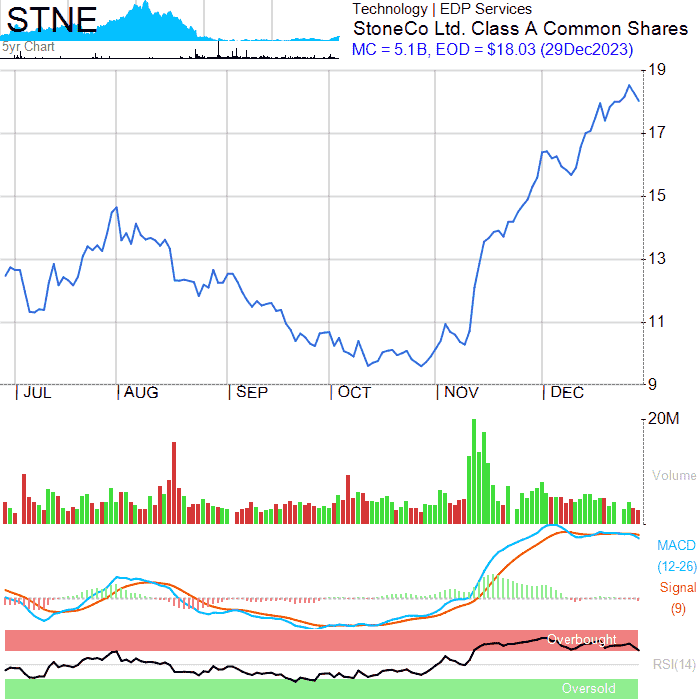 STNE
5yr Chart
Technology | EDP Services
StoneCo Ltd. Class A Common Shares
MC = 5.1B, EOD = $18.03 (29Dec2023)
19
17
15
13
11
9
|JUL |AUG |SEP |OCT |NOV |DEC
20M
Volume
MACD
(12-26)
Signal
(9)
Overbought
RSI(14)
Oversold